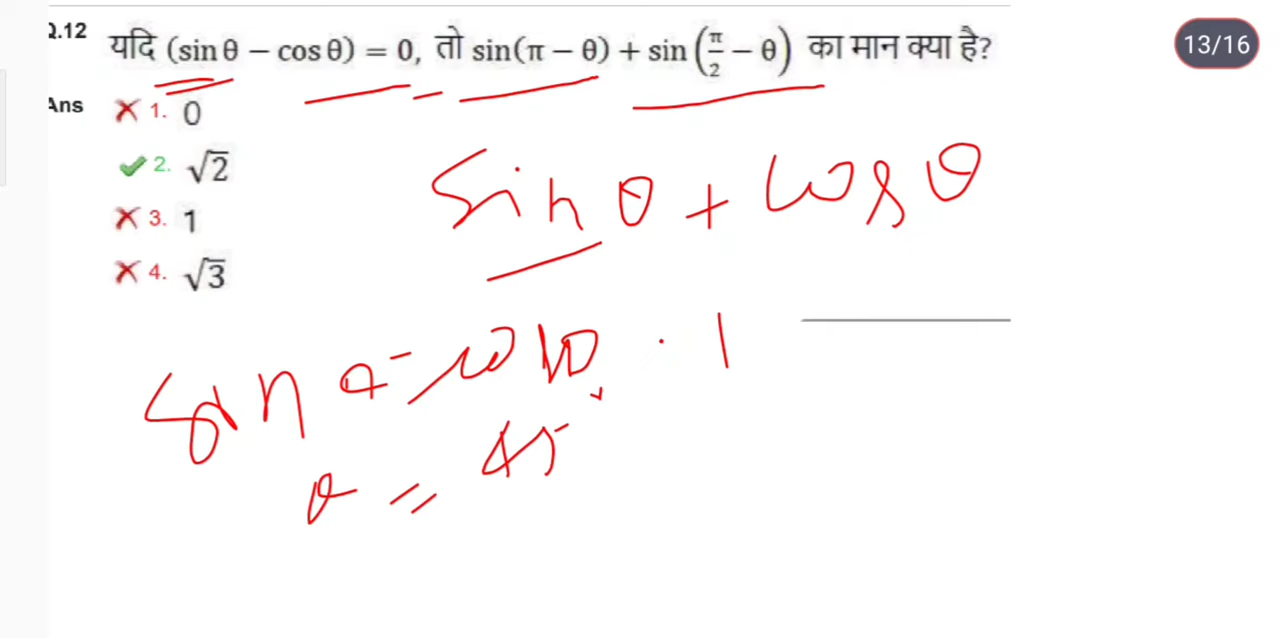 Q.12 यदि (sin θ − cos θ) = 0, तो sin(π − θ) + sin(π/2 − θ) का मान क्या है?
13/16
Ans 1. 0
2. √2
3. 1
4. √3
sin θ + cos θ
sin θ = cos θ
θ = 45